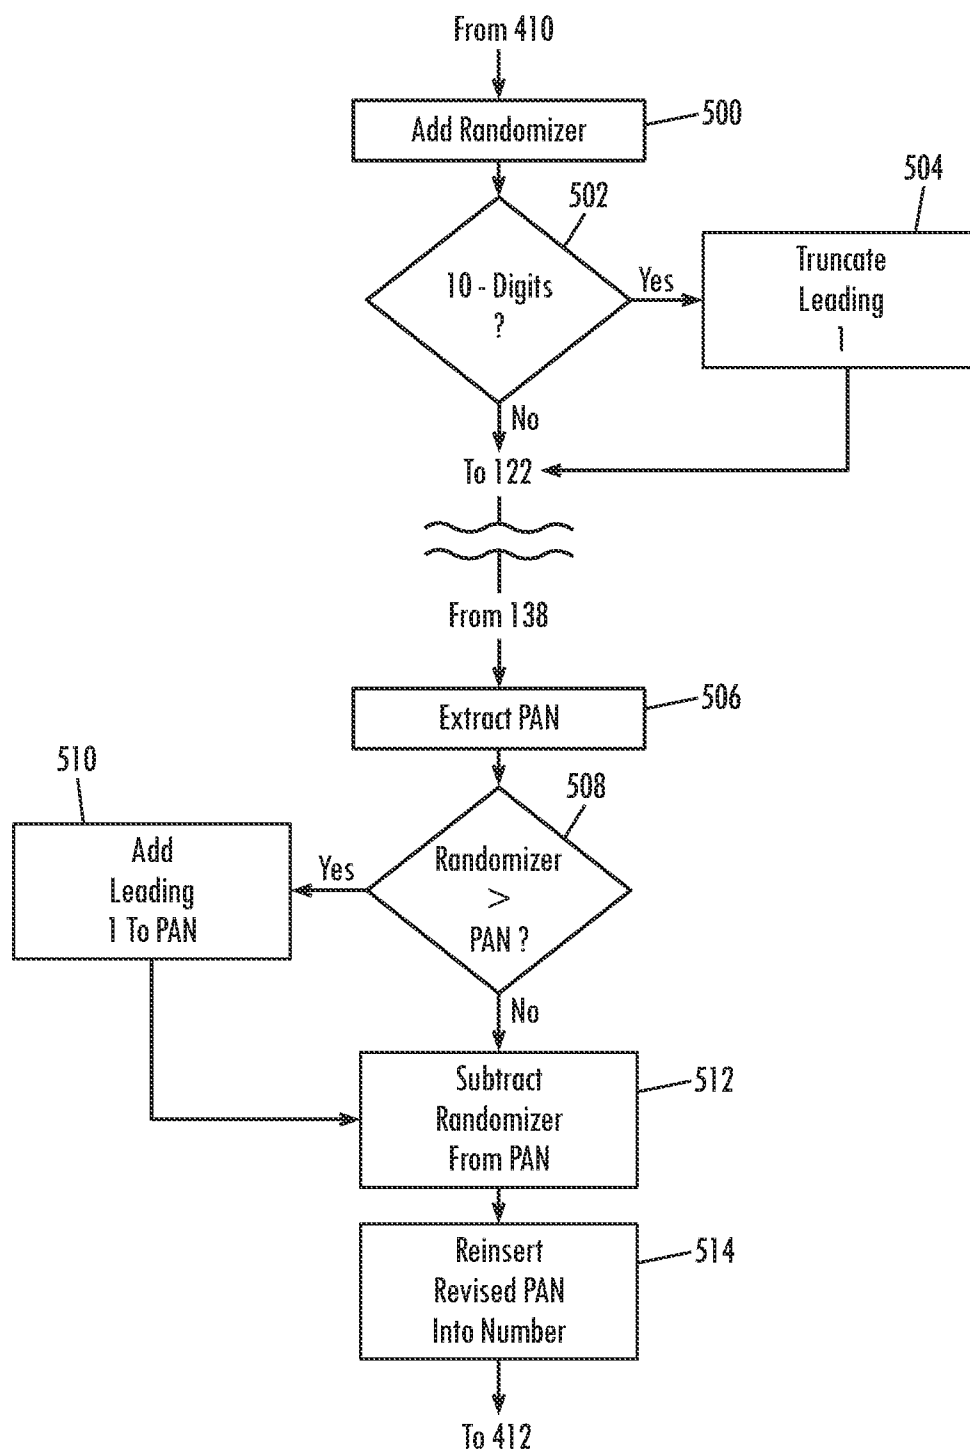 From 410
Add Randomizer
500
502
504
10 - Digits
?
Yes
Truncate
Leading
1
No
To 122
From 138
Extract PAN
506
510
508
Add
Leading
1 To PAN
Yes
Randomizer
>
PAN ?
No
Subtract
Randomizer
From PAN
512
Reinsert
Revised PAN
Into Number
514
To 412